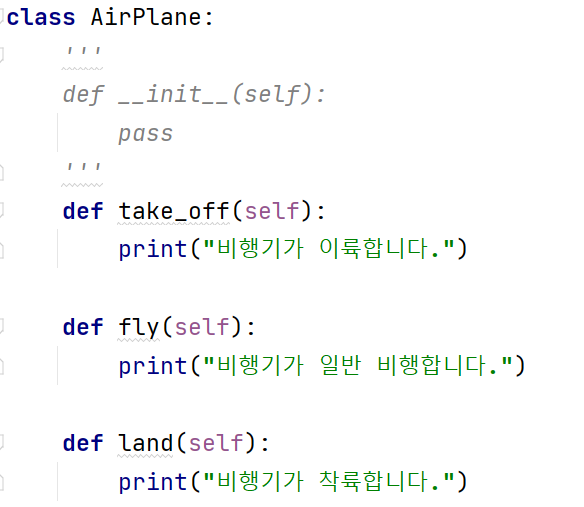 class AirPlane:
    '''
    def __init__(self):
        pass
    '''
    def take_off(self):
        print("비행기가 이륙합니다.")

    def fly(self):
        print("비행기가 일반 비행합니다.")

    def land(self):
        print("비행기가 착륙합니다.")